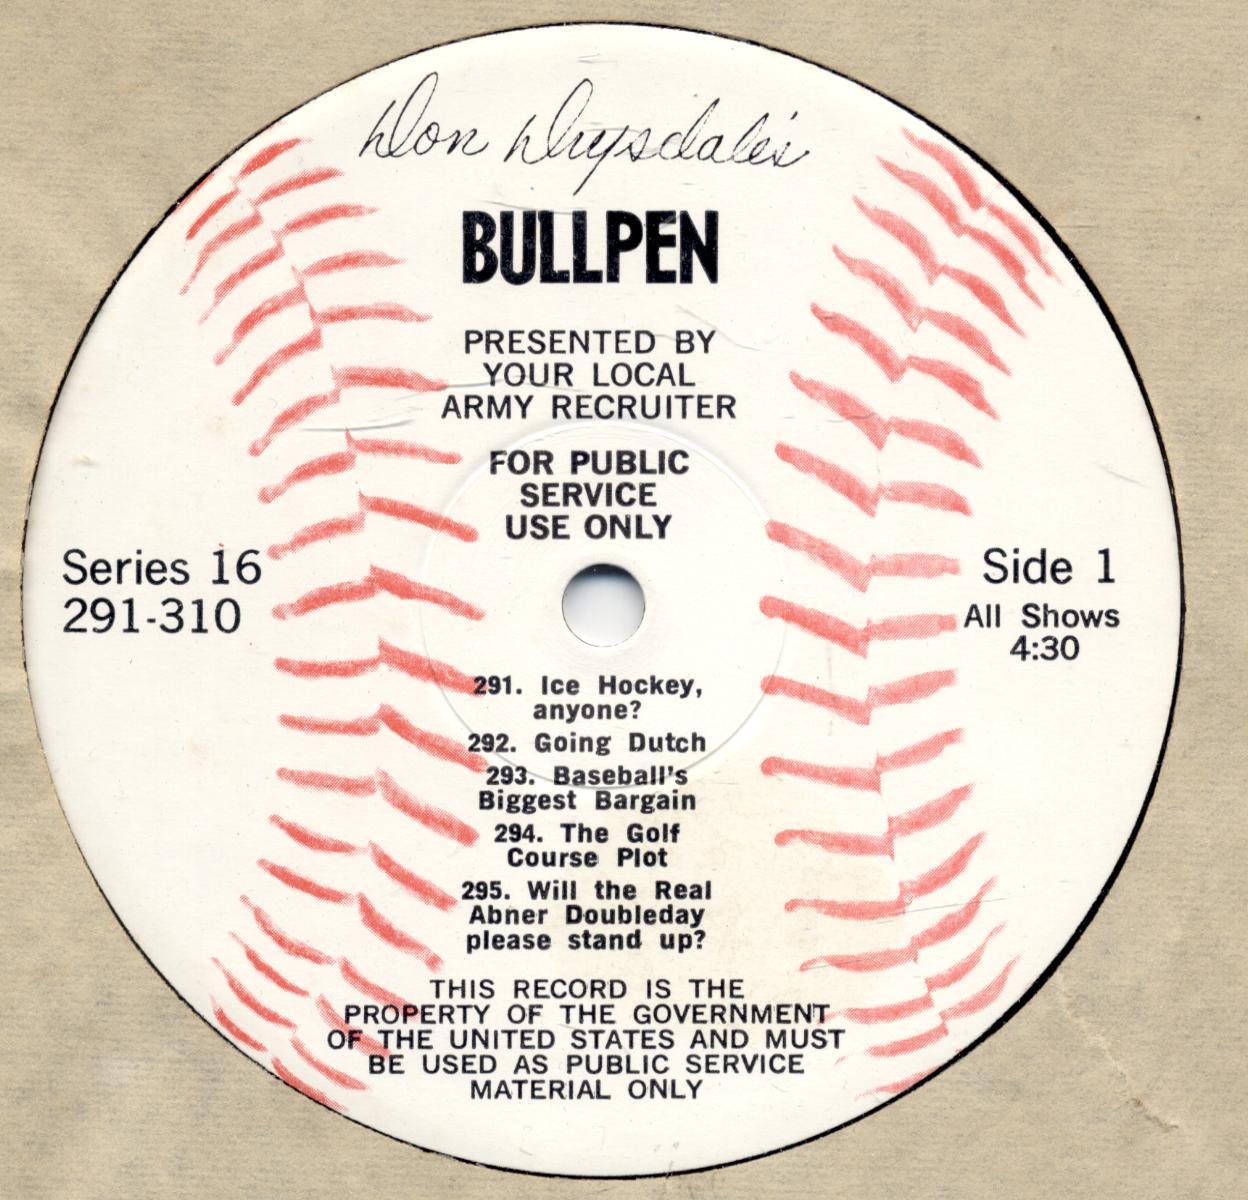 Don Drysdale's
BULLPEN
PRESENTED BY
YOUR LOCAL
ARMY RECRUITER
FOR PUBLIC
SERVICE
USE ONLY
Series 16
291-310
Side 1
All Shows
4:30
291. Ice Hockey,
anyone?
292. Going Dutch
293. Baseball's
Biggest Bargain
294. The Golf
Course Plot
295. Will the Real
Abner Doubleday
please stand up?
THIS RECORD IS THE
PROPERTY OF THE GOVERNMENT
OF THE UNITED STATES AND MUST
BE USED AS PUBLIC SERVICE
MATERIAL ONLY